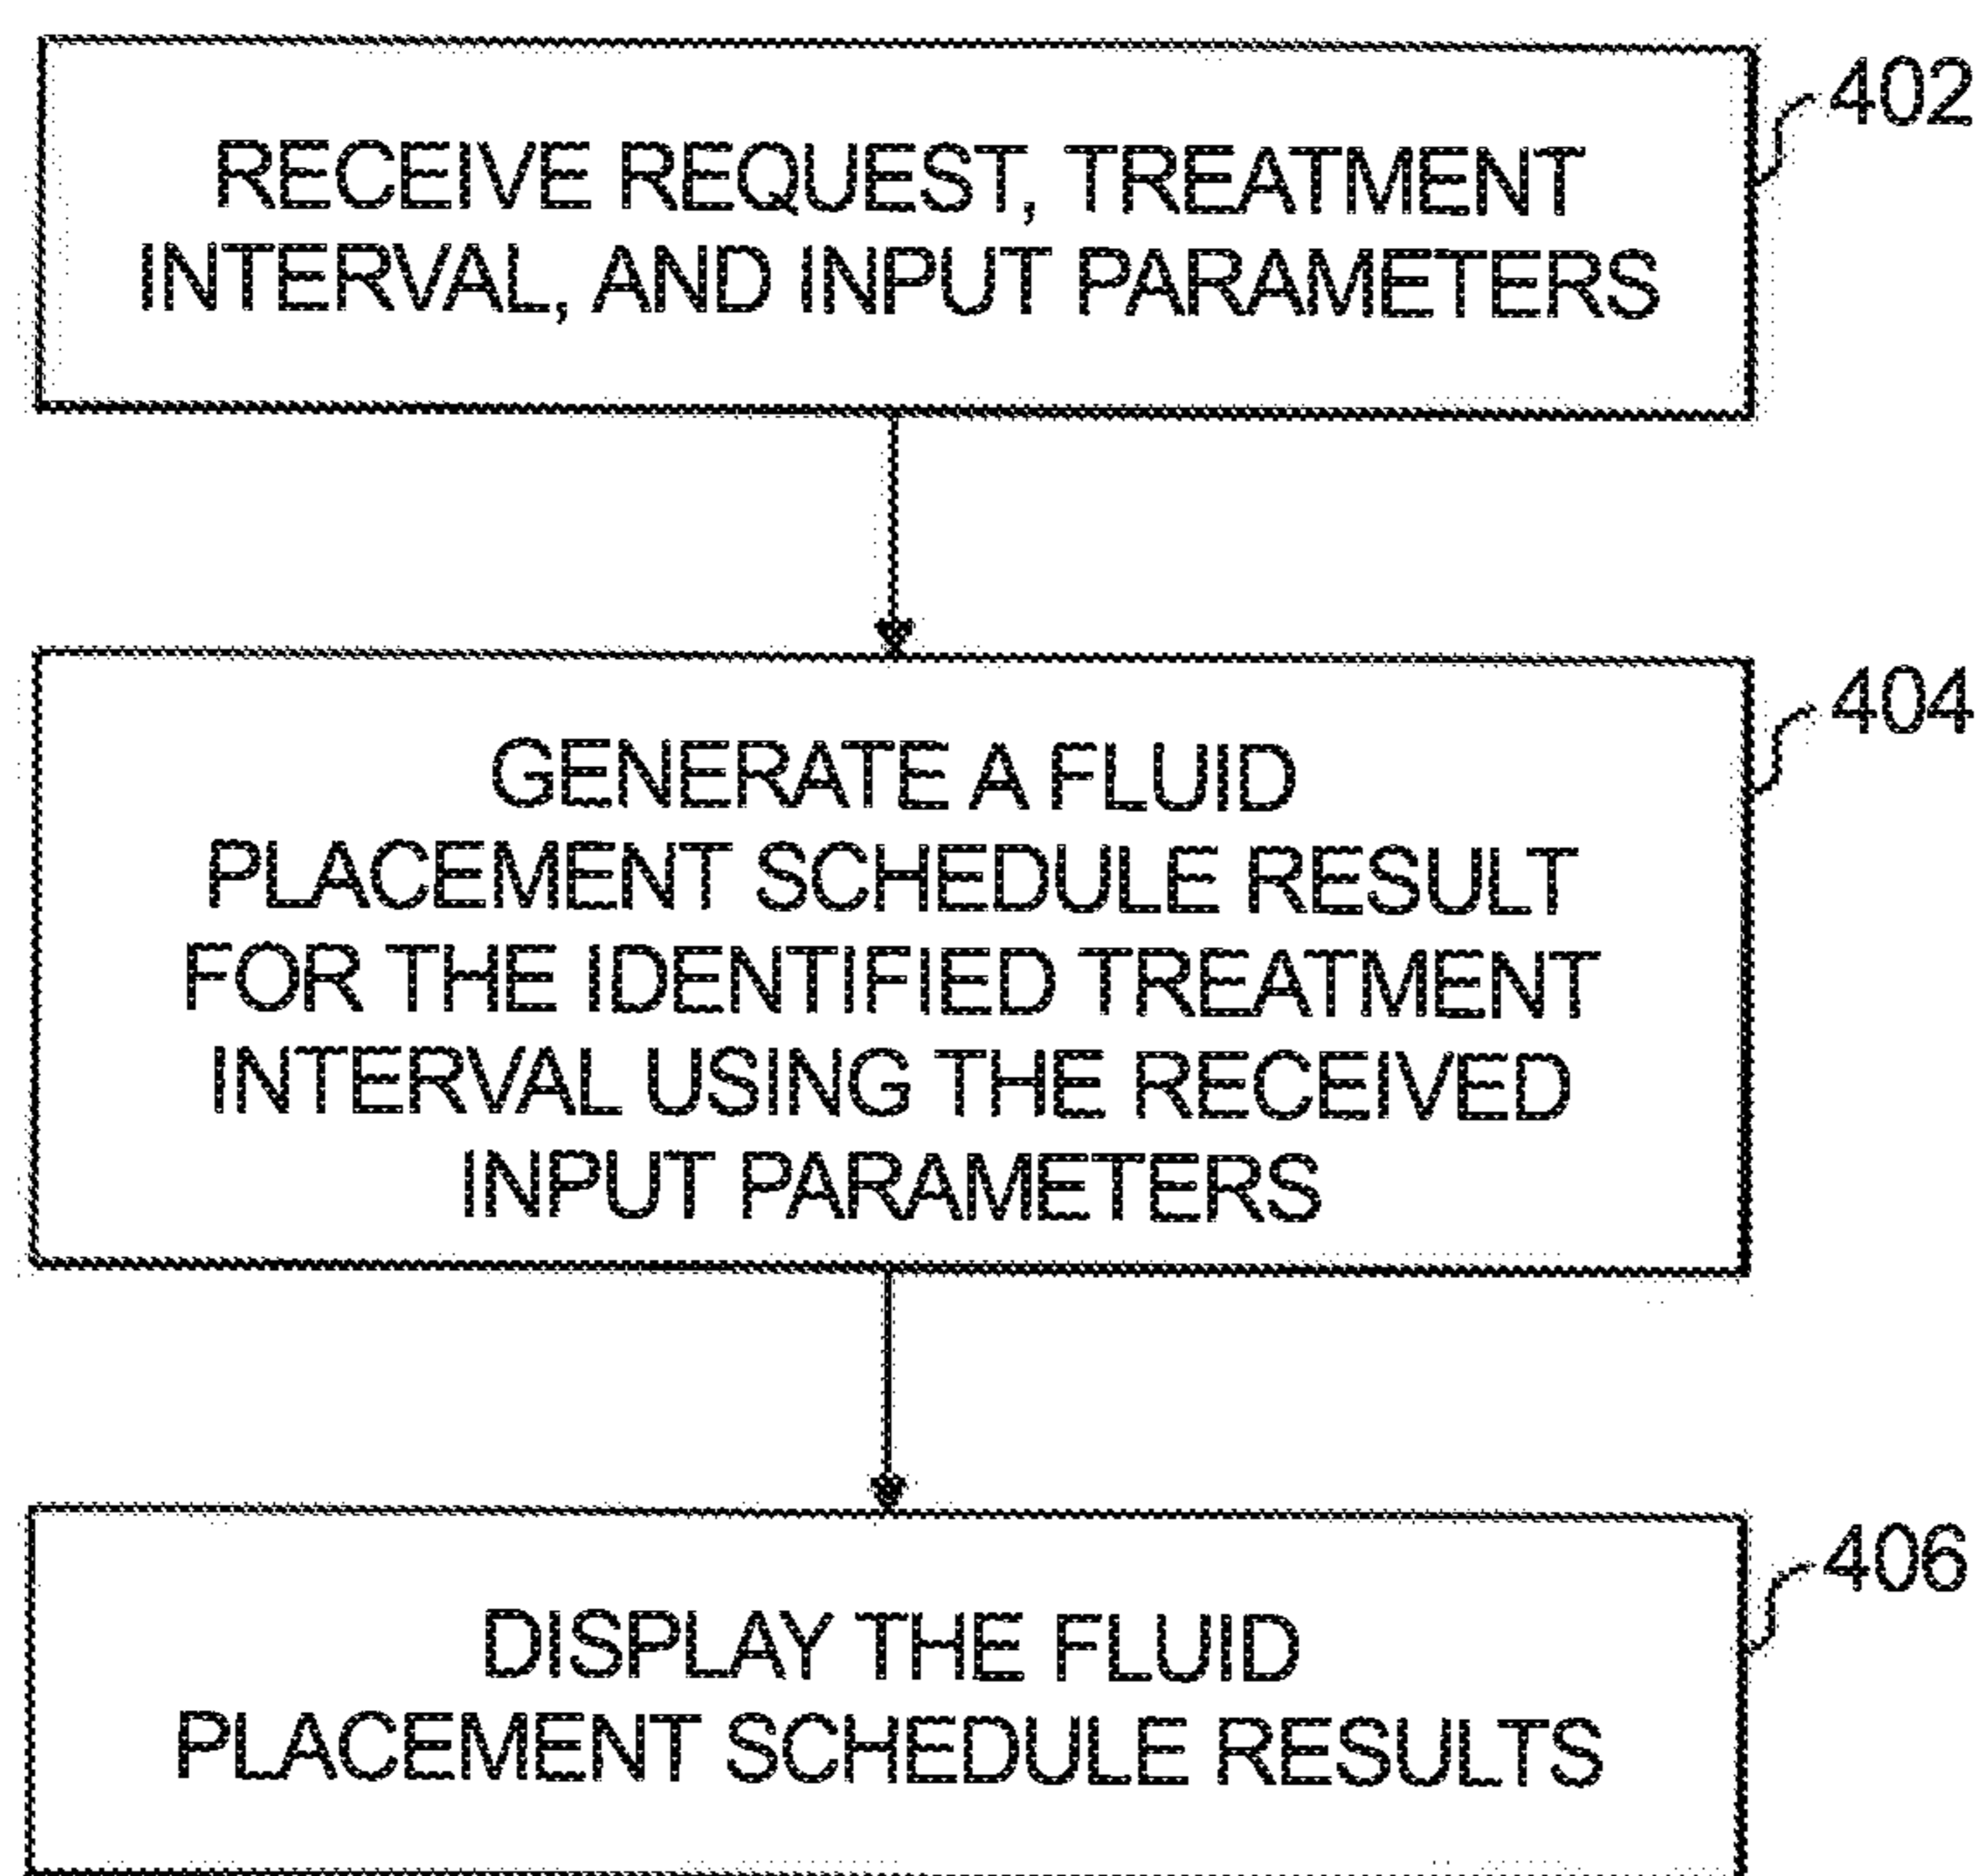 402
RECEIVE REQUEST, TREATMENT
INTERVAL, AND INPUT PARAMETERS
404
GENERATE A FLUID
PLACEMENT SCHEDULE RESULT
FOR THE IDENTIFIED TREATMENT
INTERVAL USING THE RECEIVED
INPUT PARAMETERS
406
DISPLAY THE FLUID
PLACEMENT SCHEDULE RESULTS